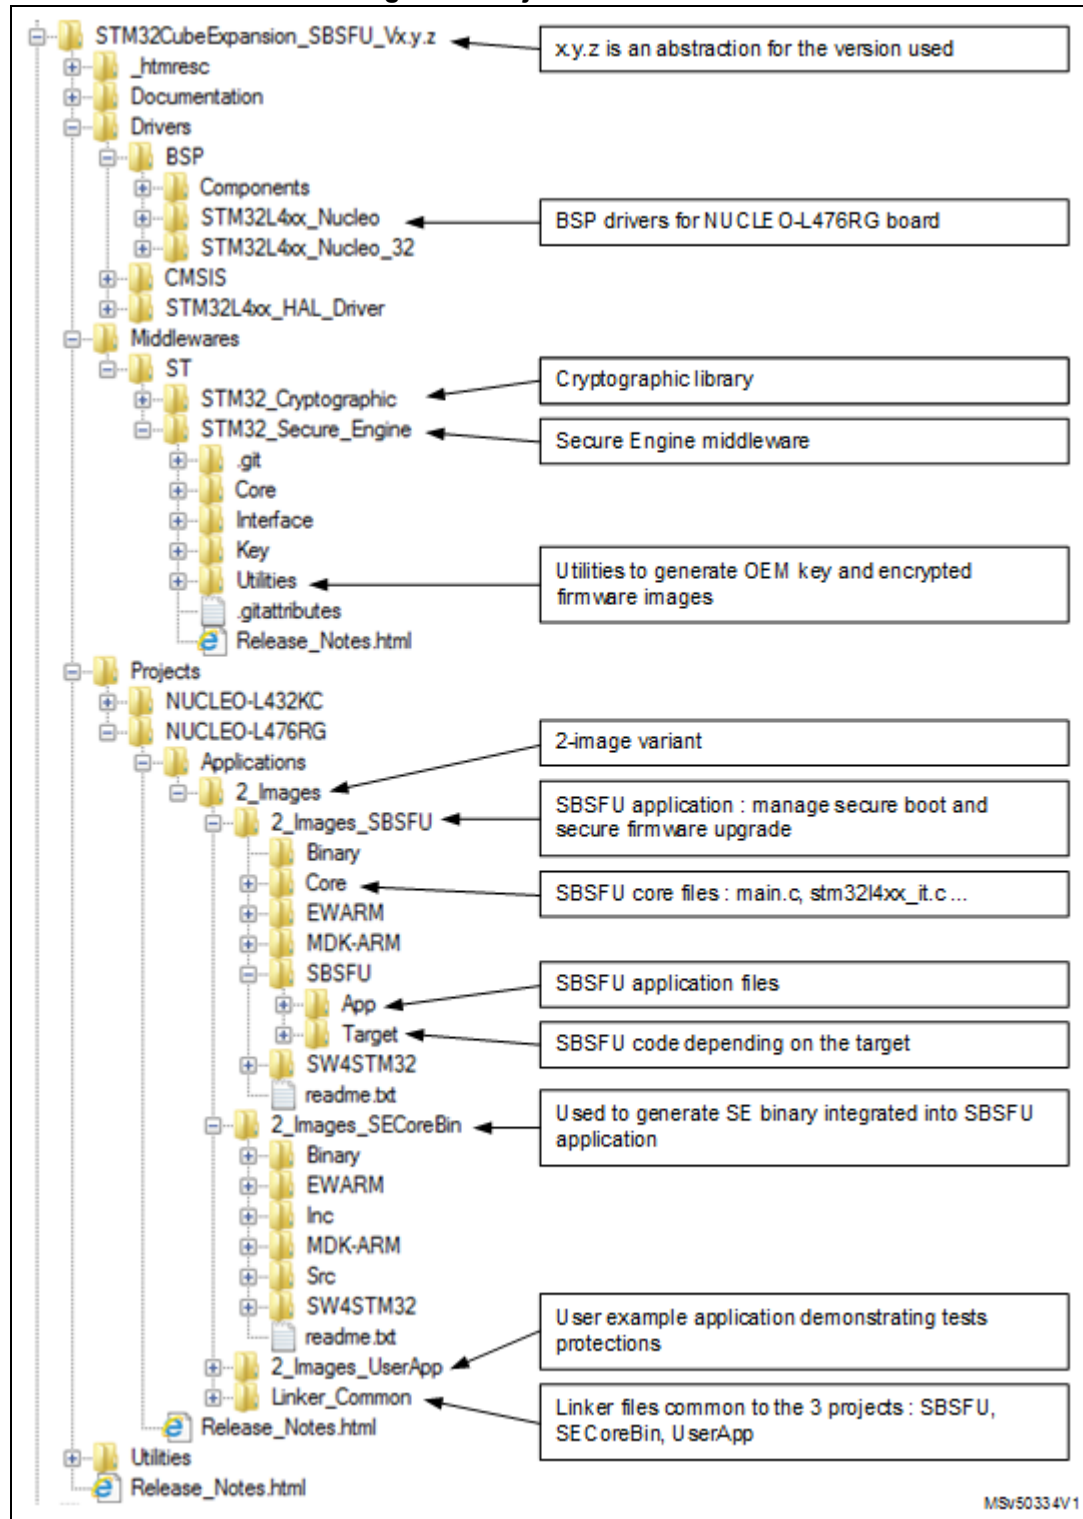 STM32CubeExpansion_SBSFU_Vx.y.z
x.y.z is an abstraction for the version used
_htmresc
Documentation
Drivers
BSP
Components
STM32L4xx_Nucleo
BSP drivers for NUCLEO-L476RG board
STM32L4xx_Nucleo_32
CMSIS
STM32L4xx_HAL_Driver
Middlewares
ST
Cryptographic library
STM32_Cryptographic
STM32_Secure_Engine
Secure Engine middleware
.git
Core
Interface
Key
Utilities
Utilities to generate OEM key and encrypted
firmware images
.gitattributes
Release_Notes.html
Projects
NUCLEO-L432KC
NUCLEO-L476RG
2-image variant
Applications
2_Images
2_Images_SBSFU
SBSFU application : manage secure boot and
secure firmware upgrade
Binary
Core
SBSFU core files : main.c, stm32l4xx_it.c ...
EWARM
MDK-ARM
SBSFU
SBSFU application files
App
Target
SBSFU code depending on the target
SW4STM32
readme.txt
2_Images_SECoreBin
Used to generate SE binary integrated into SBSFU
application
Binary
EWARM
Inc
MDK-ARM
Src
SW4STM32
readme.txt
User example application demonstrating tests
protections
2_Images_UserApp
Linker_Common
Linker files common to the 3 projects : SBSFU,
SECoreBin, UserApp
Release_Notes.html
Utilities
Release_Notes.html
MSv50334V1